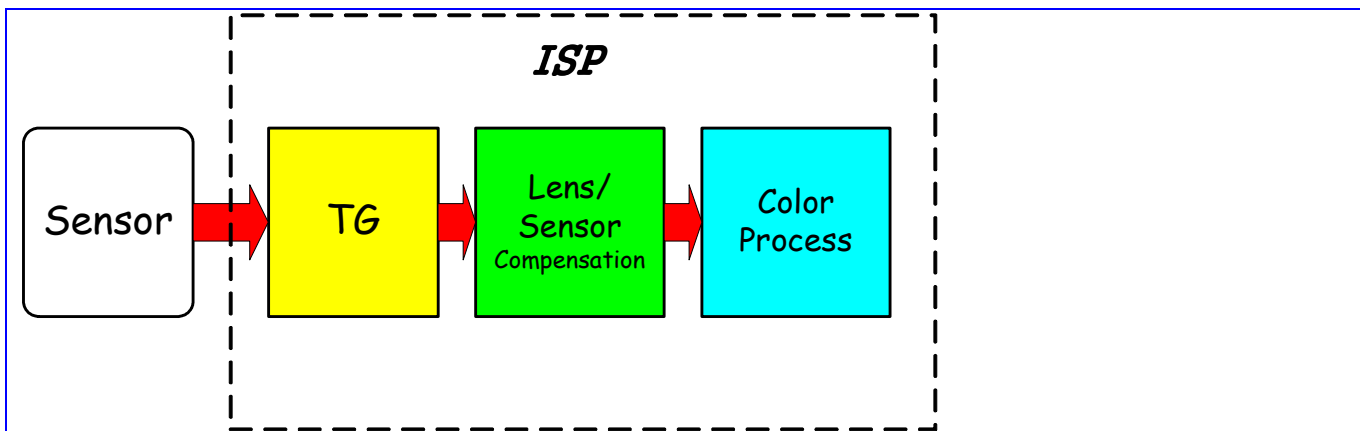 ISP
Sensor
TG
Lens/
Sensor
Compensation
Color
Process